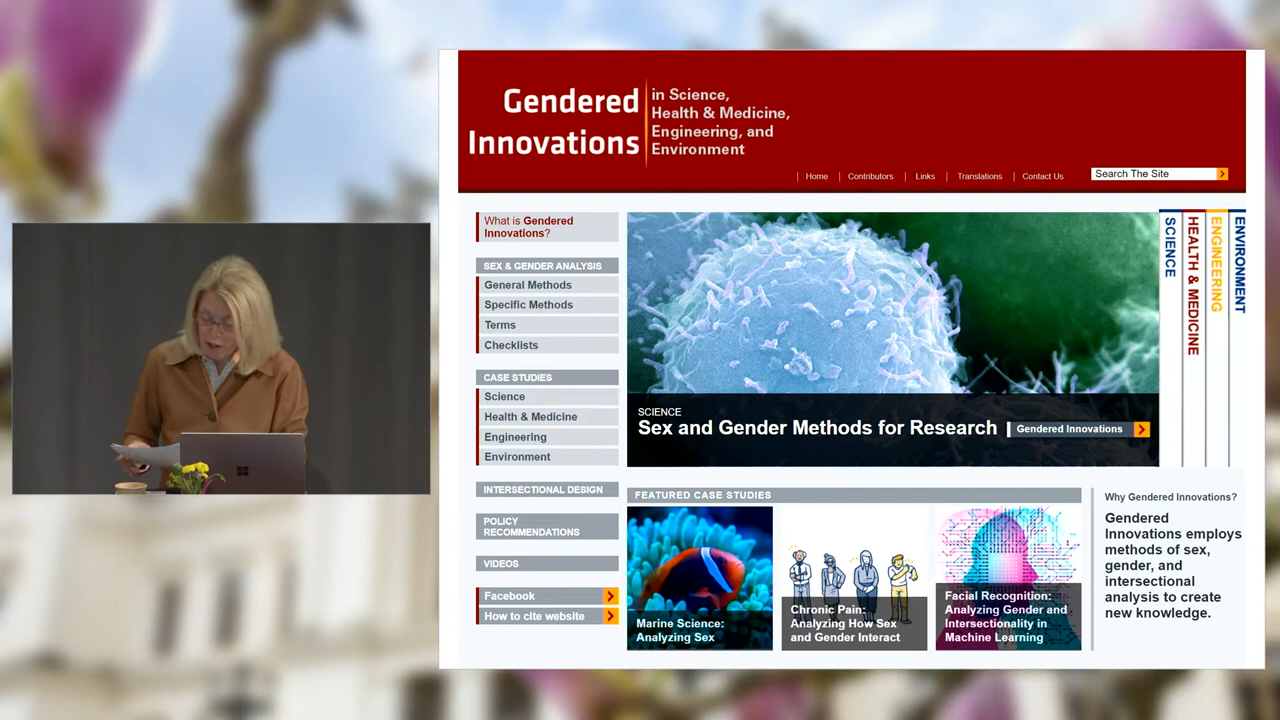 Gendered
Innovations
in Science,
Health & Medicine,
Engineering, and
Environment
Home
Contributors
Links
Translations
Contact Us
Search The Site
What is Gendered
Innovations?
SEX & GENDER ANALYSIS
General Methods
Specific Methods
Terms
Checklists
CASE STUDIES
Science
Health & Medicine
Engineering
Environment
INTERSECTIONAL DESIGN
POLICY
RECOMMENDATIONS
VIDEOS
Facebook
How to cite website
SCIENCE
Sex and Gender Methods for Research
Gendered Innovations
SCIENCE
HEALTH & MEDICINE
ENGINEERING
ENVIRONMENT
FEATURED CASE STUDIES
Marine Science:
Analyzing Sex
Chronic Pain:
Analyzing How Sex
and Gender Interact
Facial Recognition:
Analyzing Gender and
Intersectionality in
Machine Learning
Why Gendered Innovations?
Gendered
Innovations employs
methods of sex,
gender, and
intersectional
analysis to create
new knowledge.